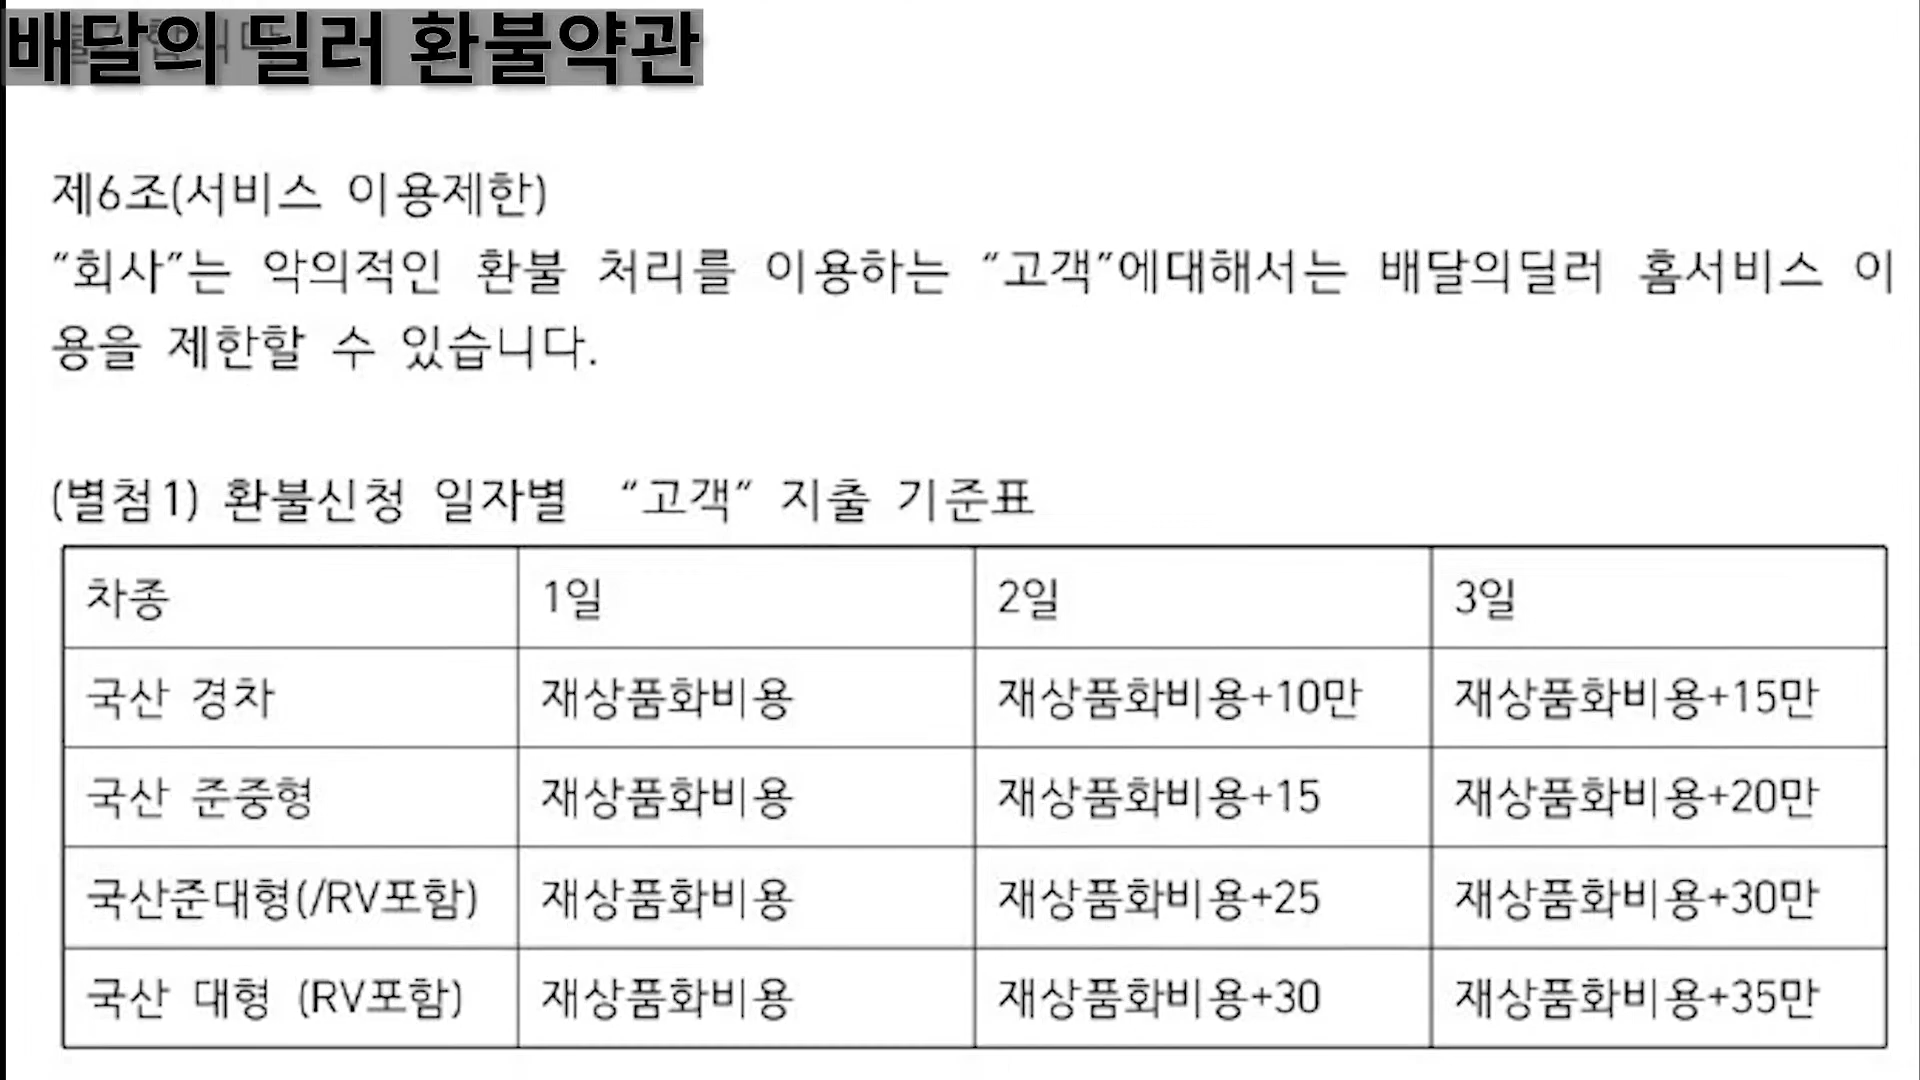 배달의 딜러 환불약관
제6조(서비스 이용제한)
“회사”는 악의적인 환불 처리를 이용하는 “고객”에대해서는 배달의딜러 홈서비스 이
용을 제한할 수 있습니다.
(별첨1) 환불신청 일자별 “고객” 지출 기준표
차종 1일 2일 3일
국산 경차 재상품화비용 재상품화비용+10만 재상품화비용+15만
국산 준중형 재상품화비용 재상품화비용+15 재상품화비용+20만
국산준대형(/RV포함) 재상품화비용 재상품화비용+25 재상품화비용+30만
국산 대형 (RV포함) 재상품화비용 재상품화비용+30 재상품화비용+35만